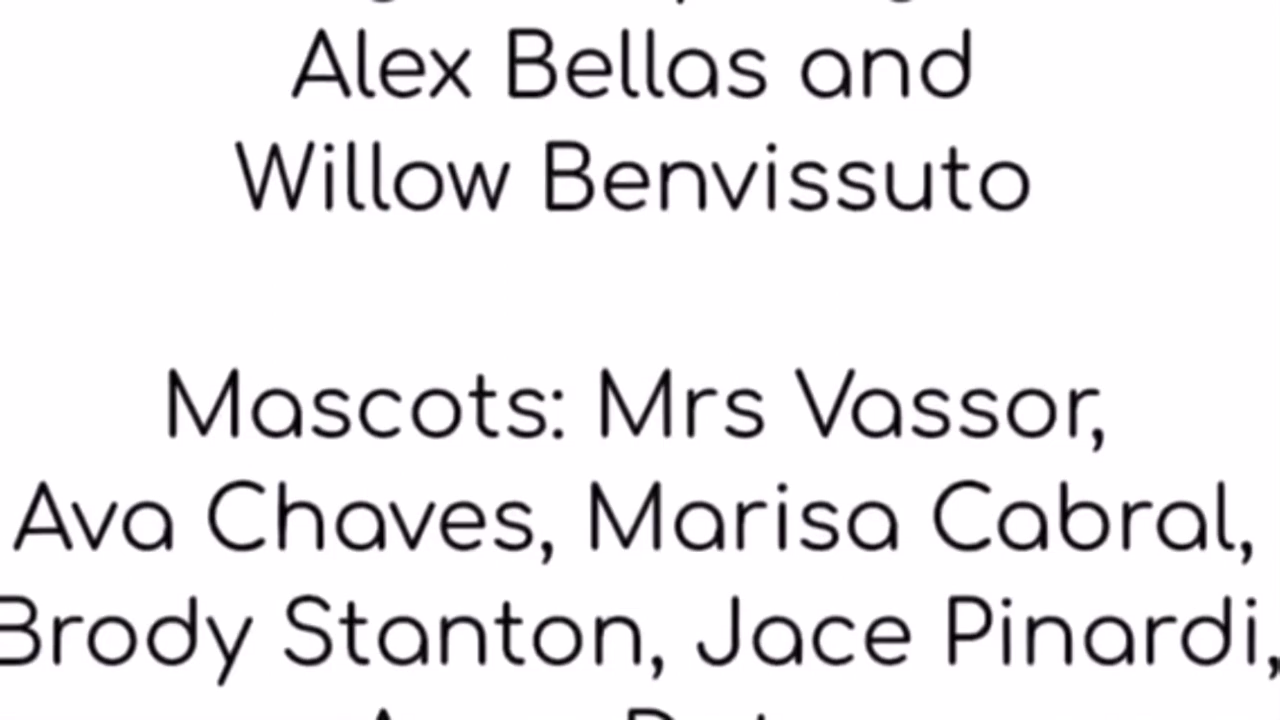 Alex Bellas and
Willow Benvissuto
Mascots: Mrs Vassor,
Ava Chaves, Marisa Cabral,
Brody Stanton, Jace Pinardi,